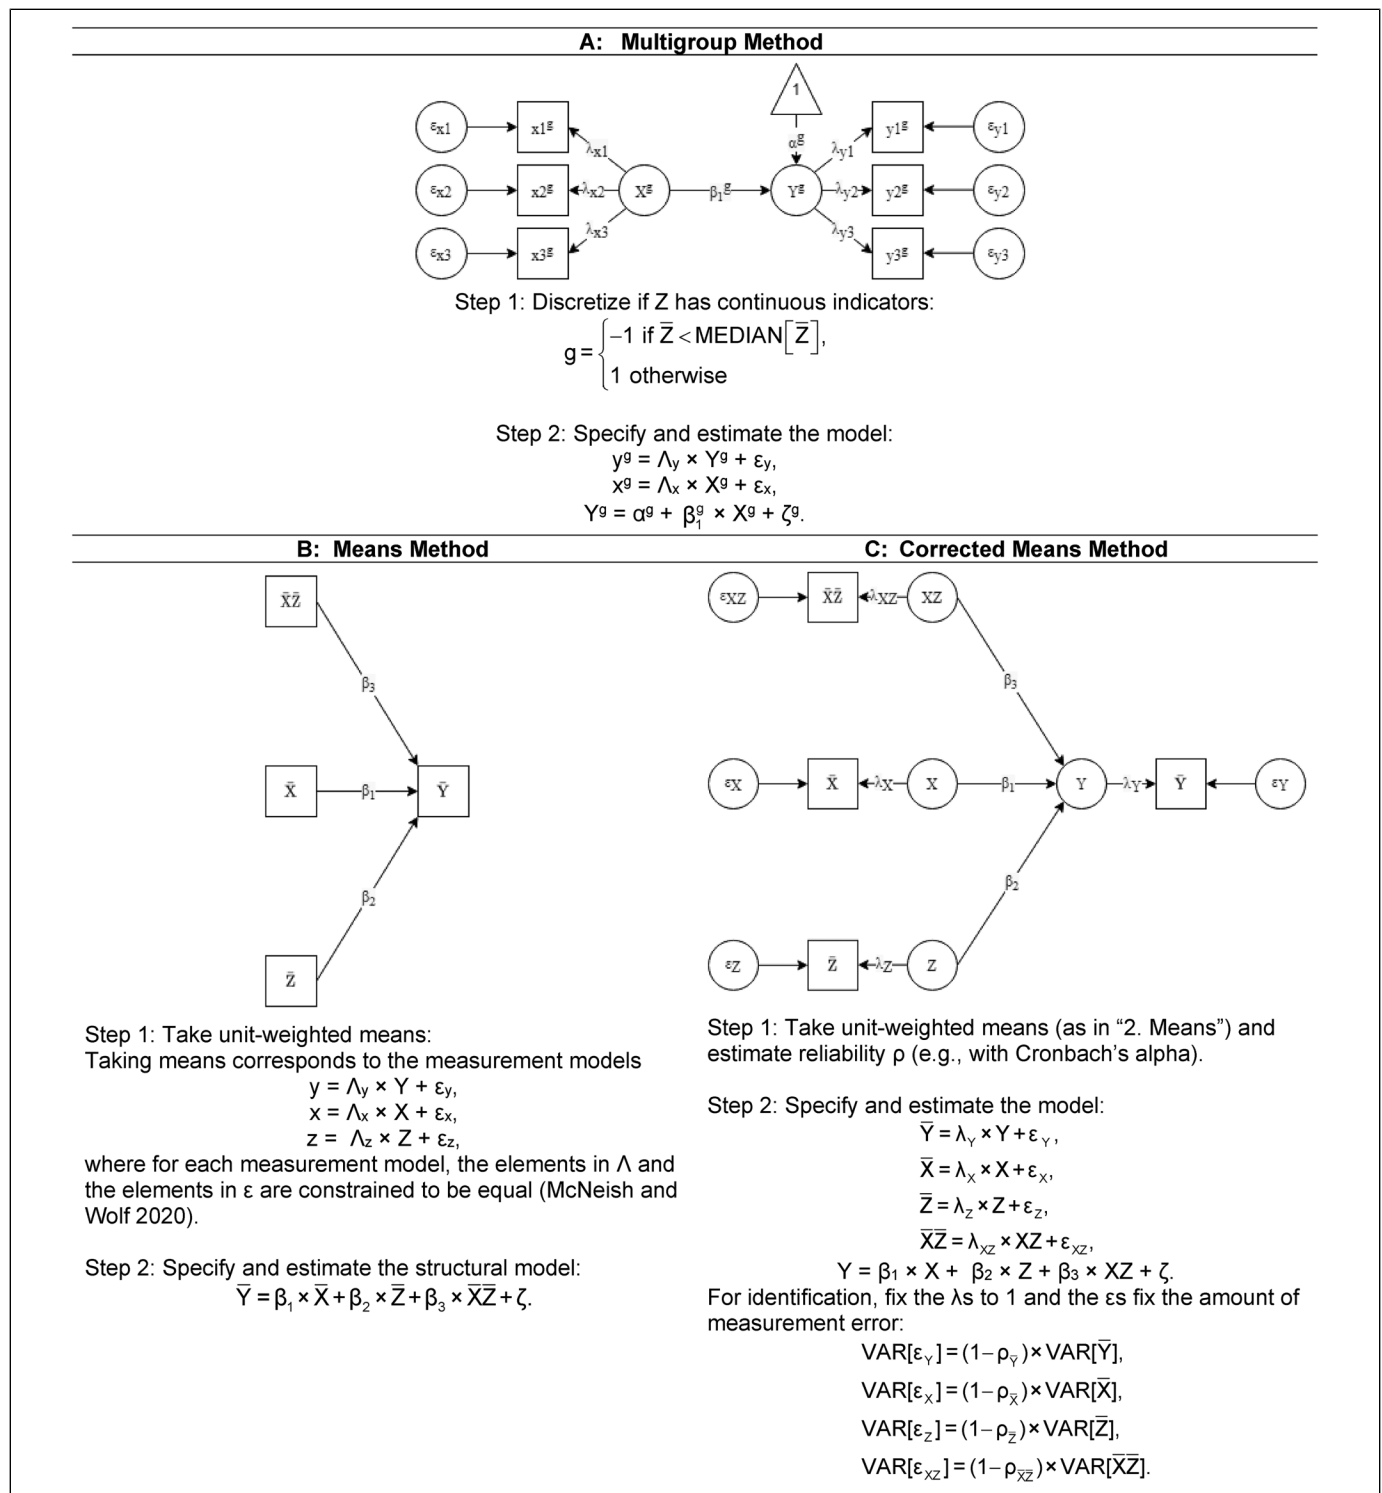 A: Multigroup Method
1
εx1 x1ᵍ λx1 αᵍ λy1 y1ᵍ εy1
εx2 x2ᵍ λx2 Xᵍ β₁ᵍ Yᵍ λy2 y2ᵍ εy2
εx3 x3ᵍ λx3 λy3 y3ᵍ εy3
Step 1: Discretize if Z has continuous indicators:
g = { −1 if Z̄ < MEDIAN[Z̄],
1 otherwise
Step 2: Specify and estimate the model:
yᵍ = Λy × Yᵍ + εy,
xᵍ = Λx × Xᵍ + εx,
Yᵍ = αᵍ + β₁ᵍ × Xᵍ + ζᵍ.
B: Means Method
X̄Z̄
β₃
X̄ β₁ Ȳ
β₂
Z̄
Step 1: Take unit-weighted means:
Taking means corresponds to the measurement models
y = Λy × Y + εy,
x = Λx × X + εx,
z = Λz × Z + εz,
where for each measurement model, the elements in Λ and
the elements in ε are constrained to be equal (McNeish and
Wolf 2020).
Step 2: Specify and estimate the structural model:
Ȳ = β₁ × X̄ + β₂ × Z̄ + β₃ × X̄Z̄ + ζ.
C: Corrected Means Method
εXZ X̄Z̄ λXZ XZ
β₃
εX X̄ λX X β₁ Y λY Ȳ εY
β₂
εZ Z̄ λZ Z
Step 1: Take unit-weighted means (as in “2. Means”) and
estimate reliability ρ (e.g., with Cronbach’s alpha).
Step 2: Specify and estimate the model:
Ȳ = λY × Y + εY,
X̄ = λX × X + εX,
Z̄ = λZ × Z + εZ,
X̄Z̄ = λXZ × XZ + εXZ,
Y = β₁ × X + β₂ × Z + β₃ × XZ + ζ.
For identification, fix the λs to 1 and the εs fix the amount of
measurement error:
VAR[εY] = (1−ρȲ) × VAR[Ȳ],
VAR[εX] = (1−ρX̄) × VAR[X̄],
VAR[εZ] = (1−ρZ̄) × VAR[Z̄],
VAR[εXZ] = (1−ρX̄Z̄) × VAR[X̄Z̄].